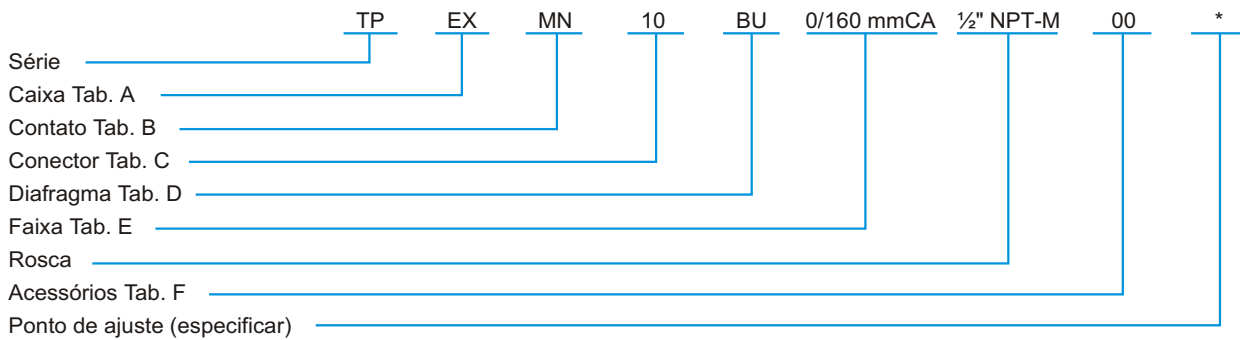 TP EX MN 10 BU 0/160 mmCA ½" NPT-M 00 *
Série
Caixa Tab. A
Contato Tab. B
Conector Tab. C
Diafragma Tab. D
Faixa Tab. E
Rosca
Acessórios Tab. F
Ponto de ajuste (especificar)